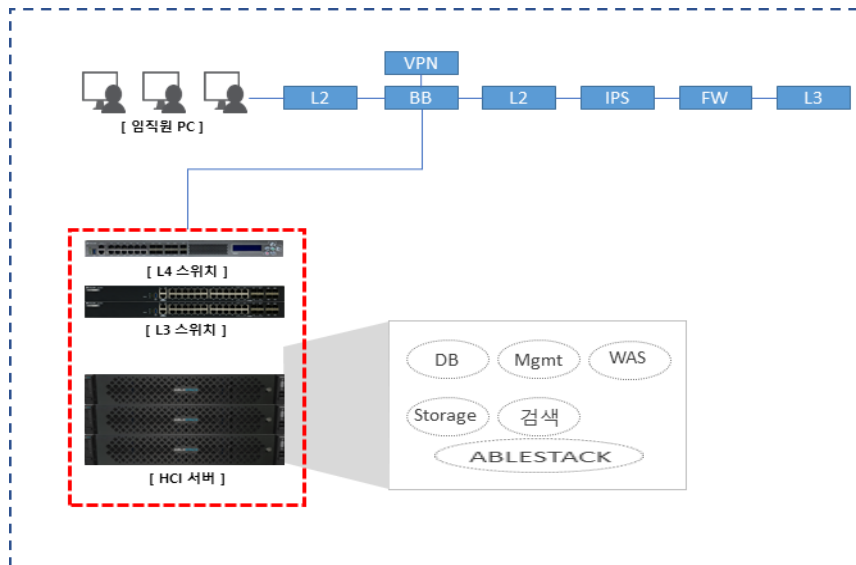 VPN
L2
BB
L2
IPS
FW
L3
[ 임직원 PC ]
[ L4 스위치 ]
[ L3 스위치 ]
[ HCI 서버 ]
DB
Mgmt
WAS
Storage
검색
ABLESTACK